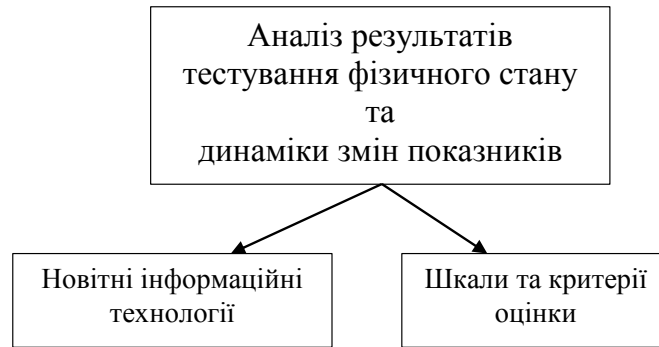 Аналіз результатів
тестування фізичного стану
та
динаміки змін показників
Новітні інформаційні
технології
Шкали та критерії
оцінки